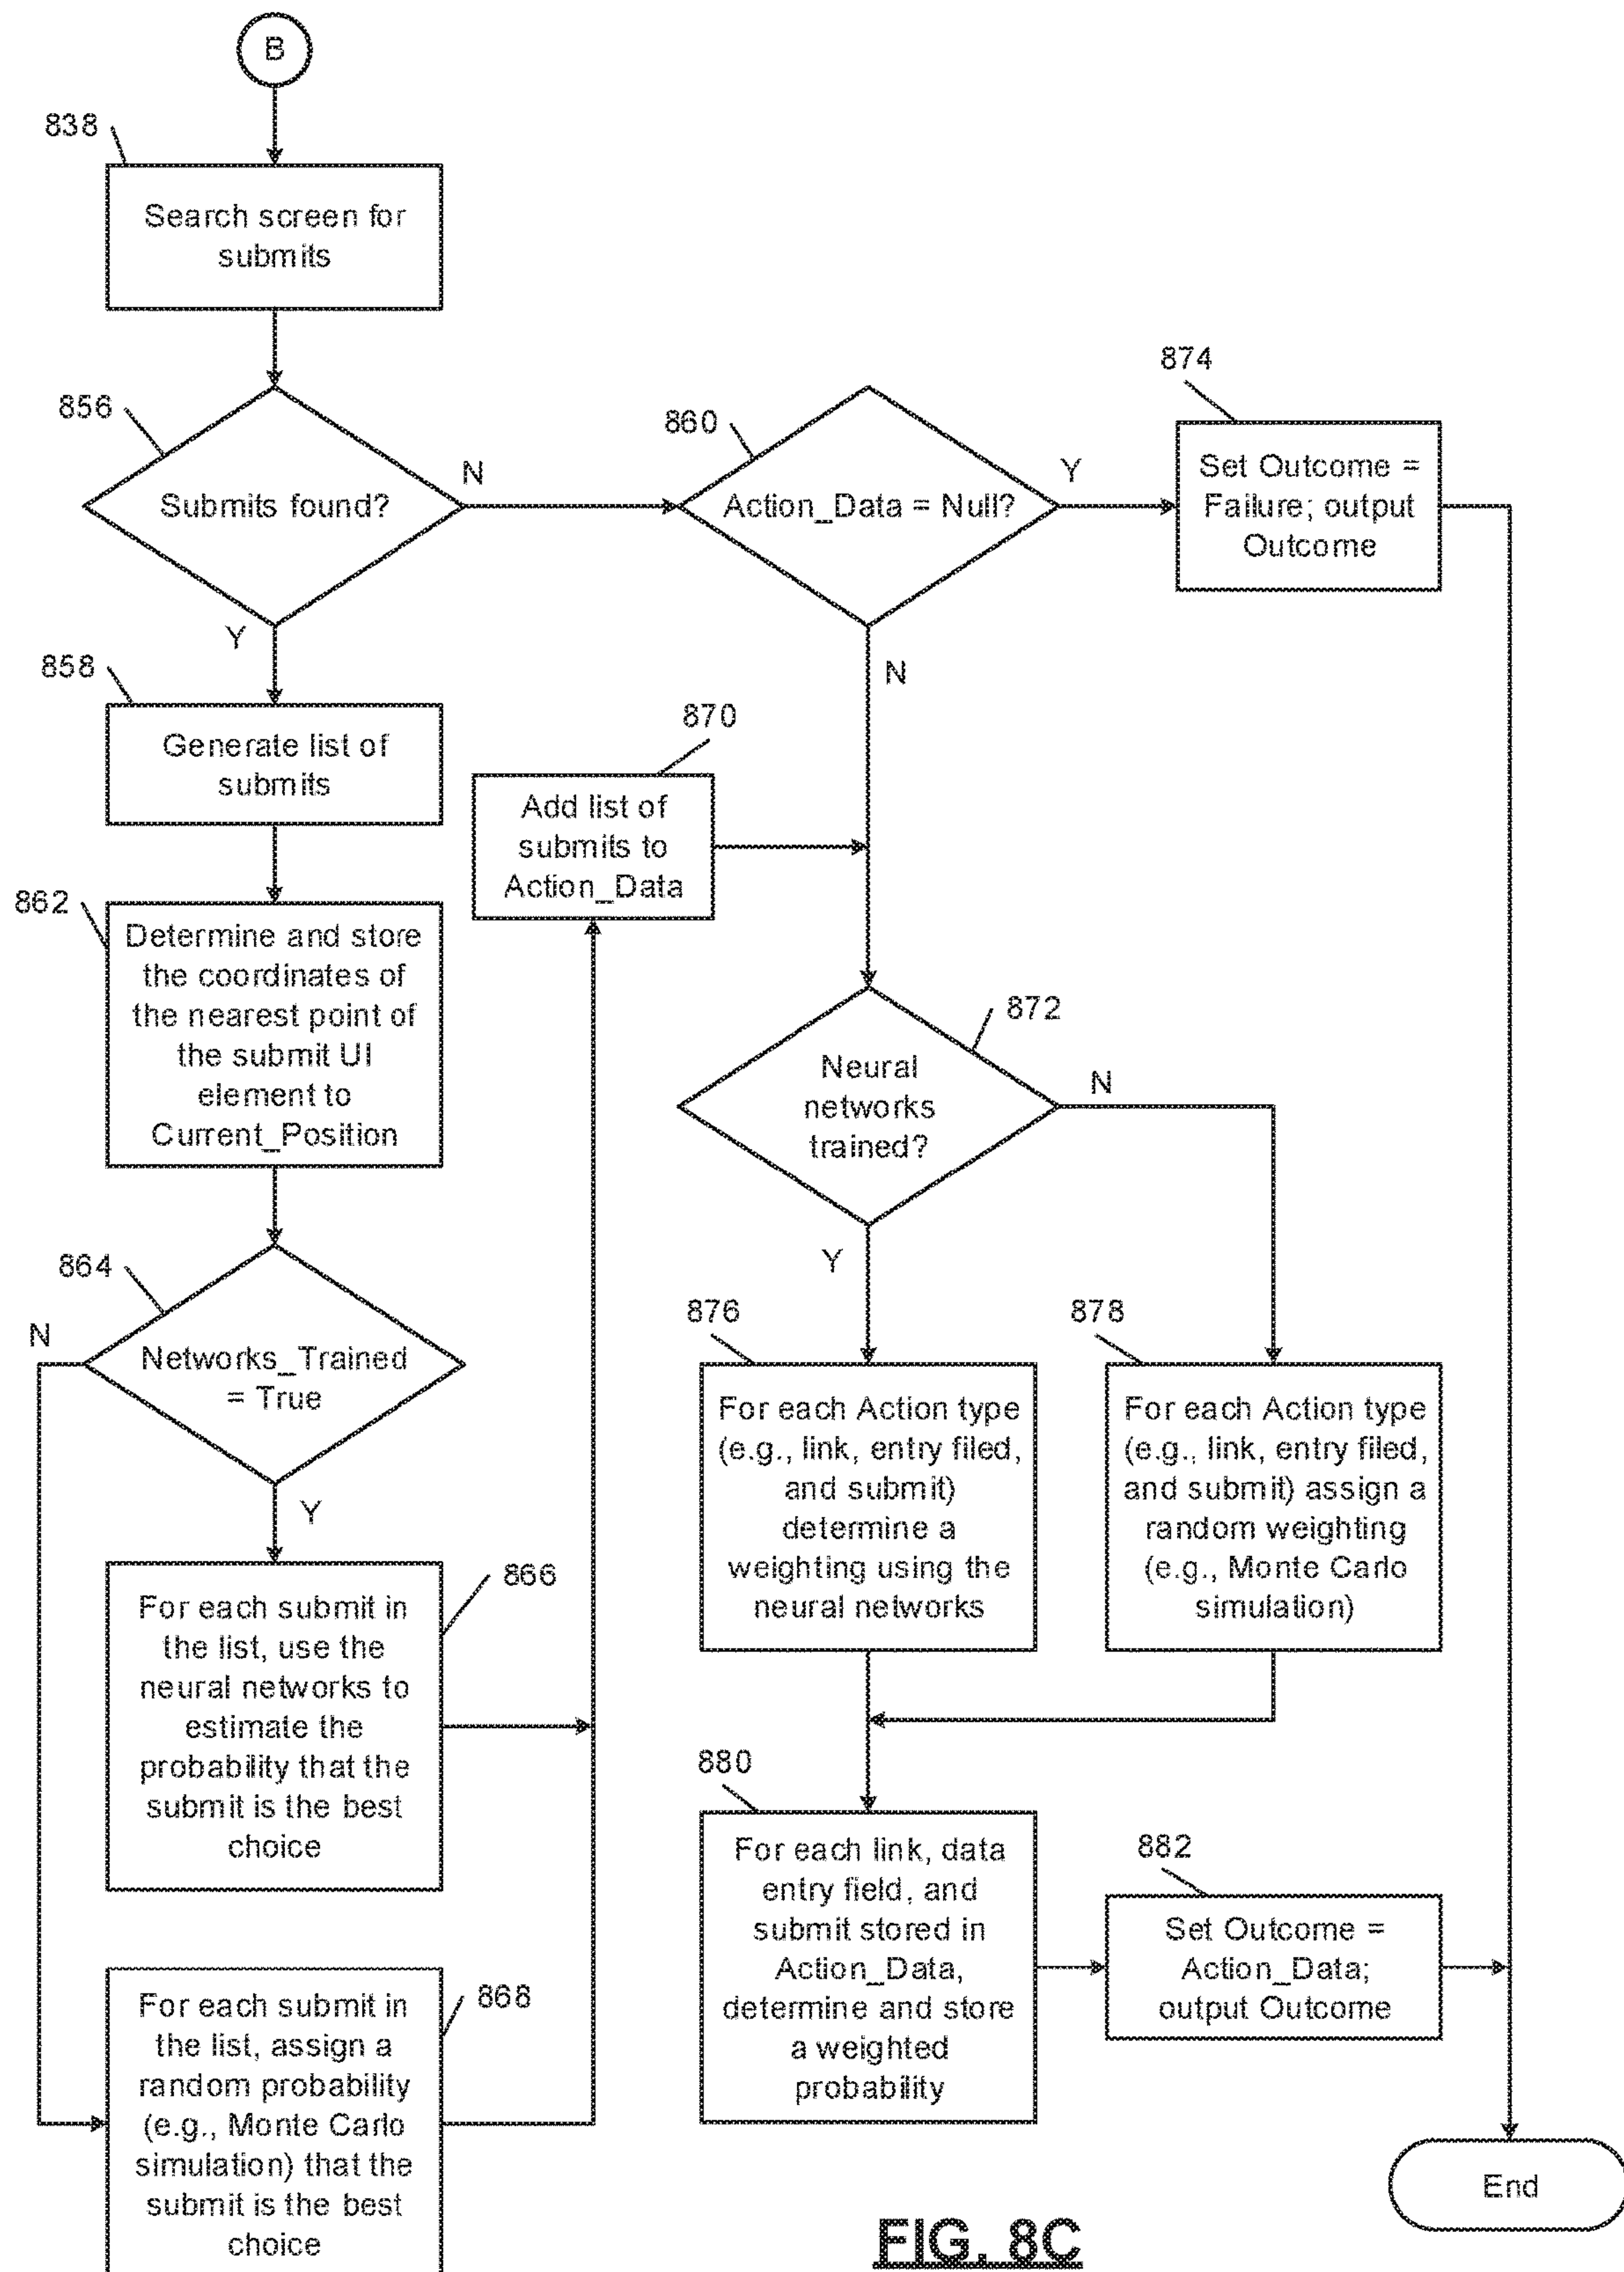 B
838
Search screen for
submits
856
Submits found?
N
Y
860
Action_Data = Null?
Y
N
874
Set Outcome =
Failure; output
Outcome
858
Generate list of
submits
870
Add list of
submits to
Action_Data
862
Determine and store
the coordinates of
the nearest point of
the submit UI
element to
Current_Position
872
Neural
networks
trained?
N
Y
864
N
Networks_Trained
= True
Y
876
For each Action type
(e.g., link, entry filed,
and submit)
determine a
weighting using the
neural networks
878
For each Action type
(e.g., link, entry filed,
and submit) assign a
random weighting
(e.g., Monte Carlo
simulation)
866
For each submit in
the list, use the
neural networks to
estimate the
probability that the
submit is the best
choice
880
For each link, data
entry field, and
submit stored in
Action_Data,
determine and store
a weighted
probability
882
Set Outcome =
Action_Data;
output Outcome
868
For each submit in
the list, assign a
random probability
(e.g., Monte Carlo
simulation) that the
submit is the best
choice
End
FIG. 8C